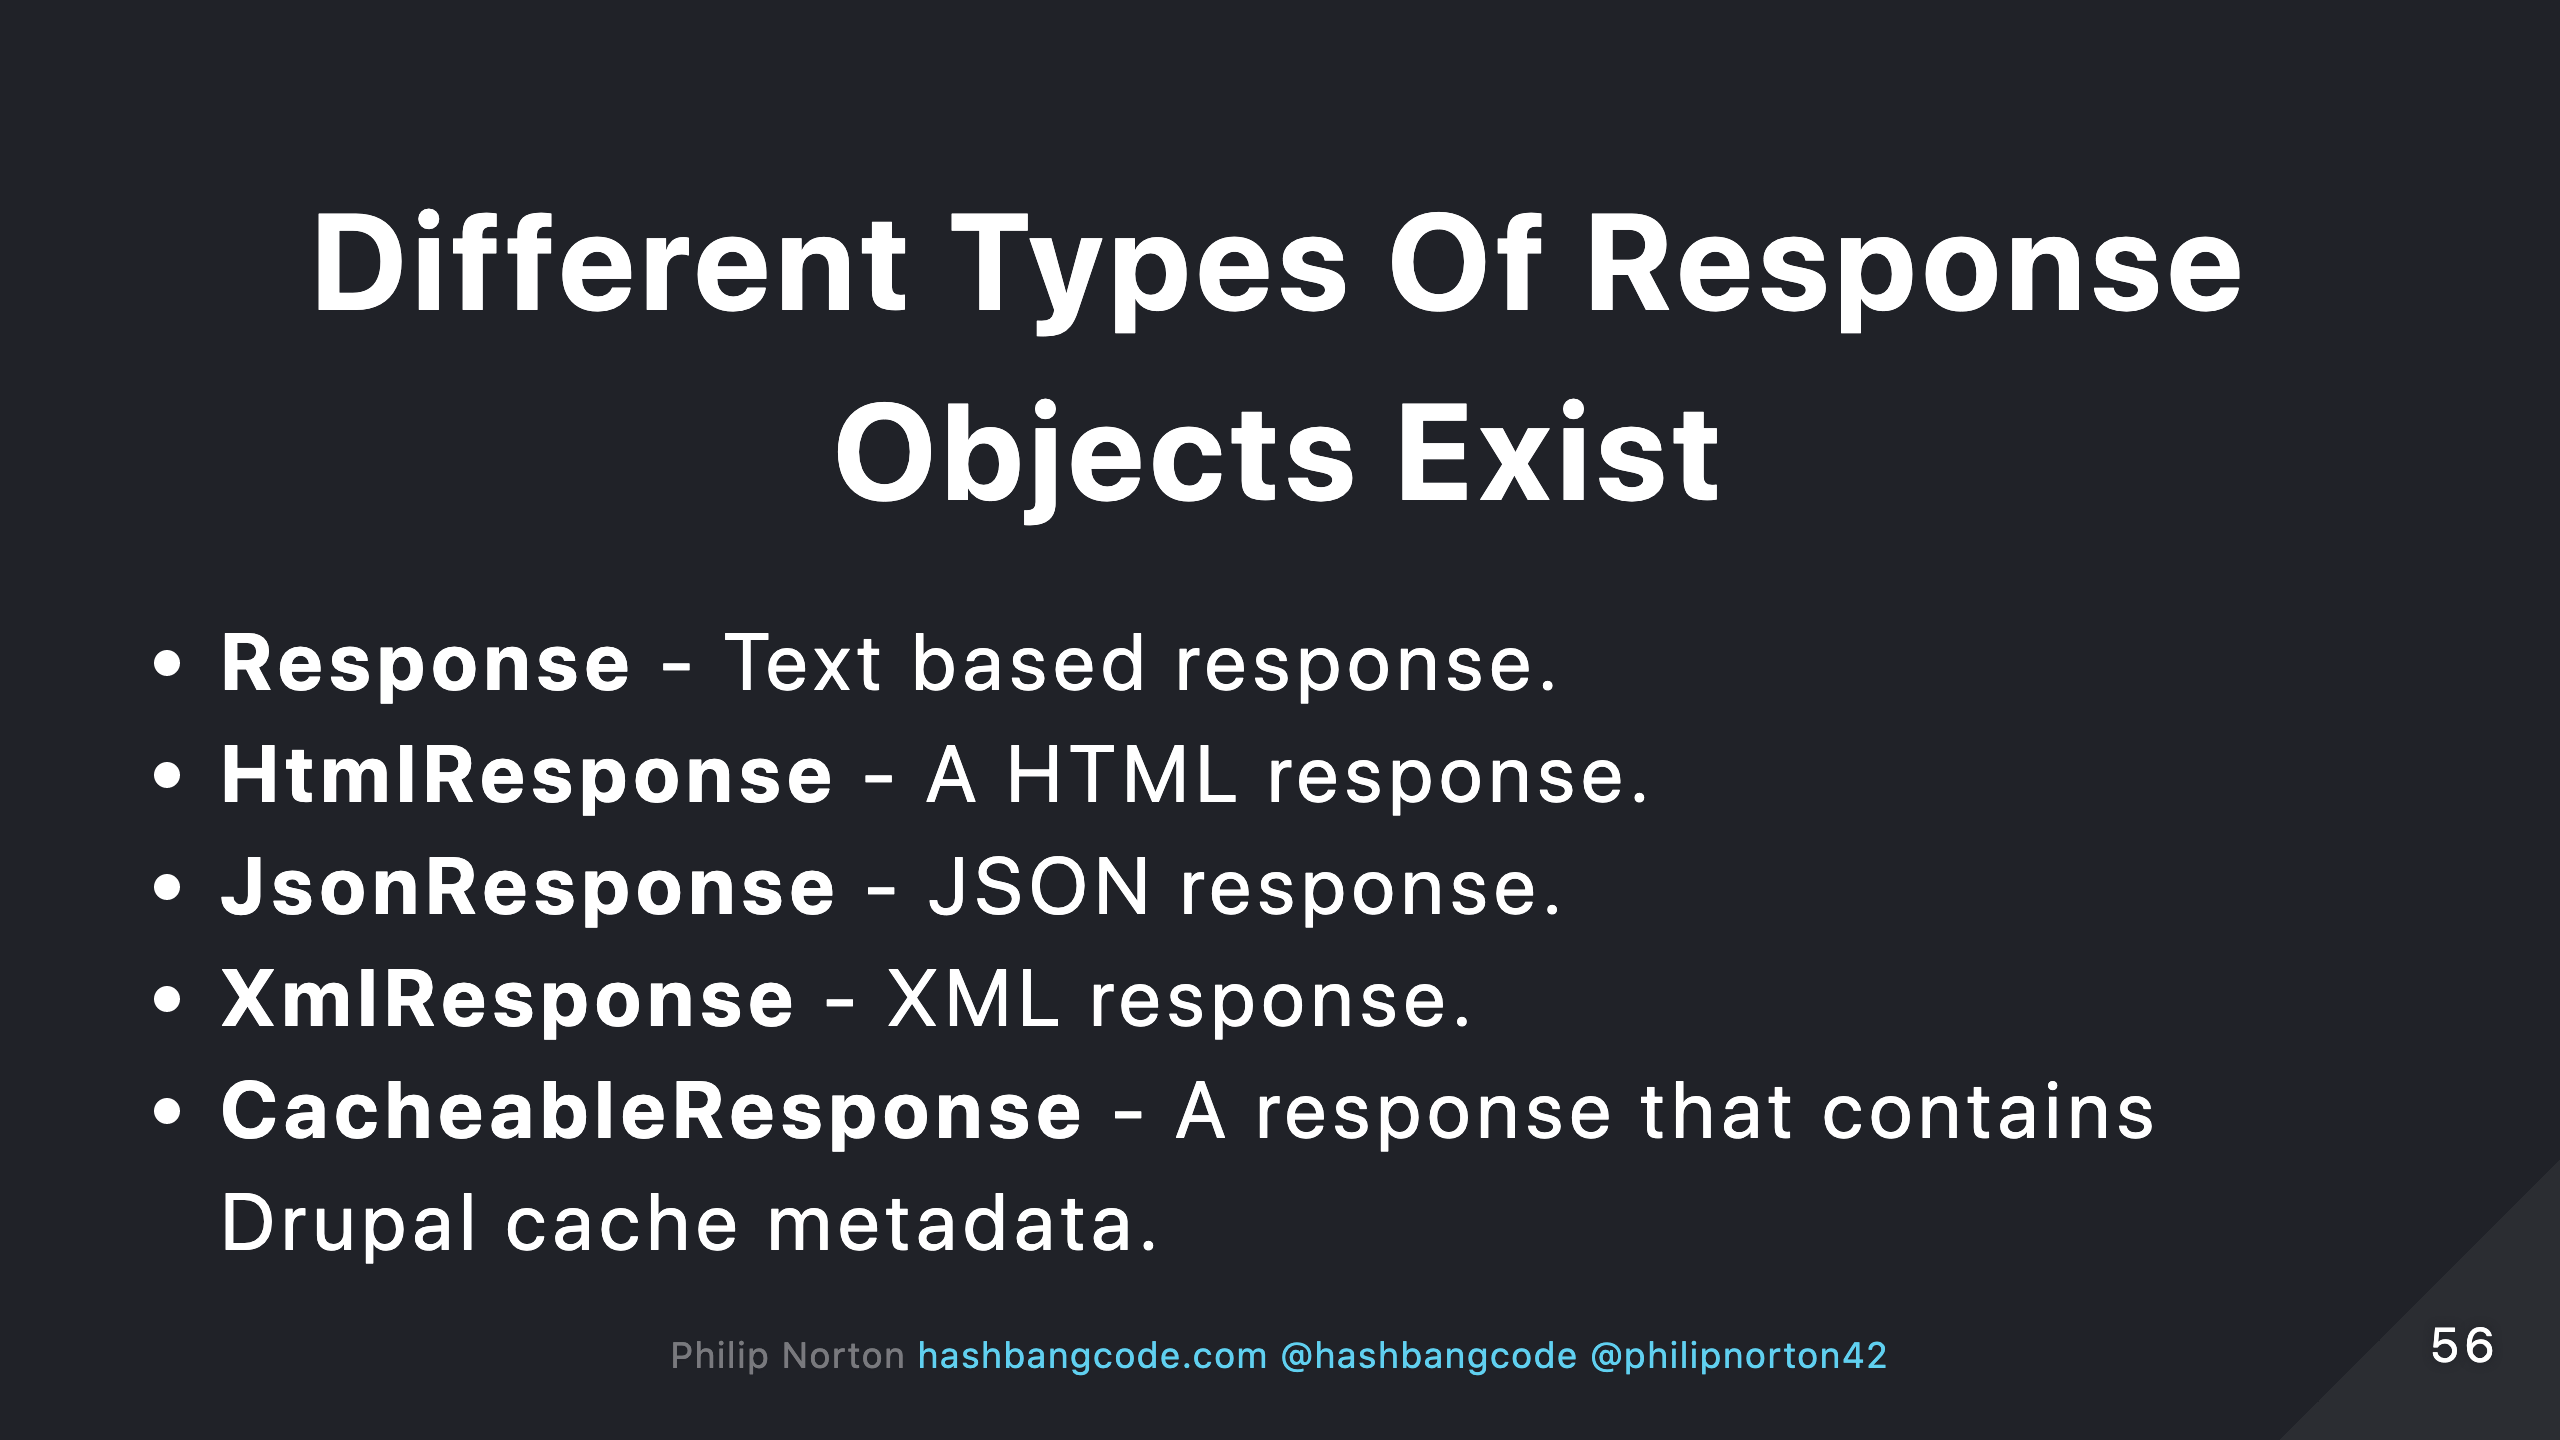 Different Types Of Response
Objects Exist
• Response - Text based response.
• HtmlResponse - A HTML response.
• JsonResponse - JSON response.
• XmlResponse - XML response.
• CacheableResponse - A response that contains
Drupal cache metadata.
Philip Norton hashbangcode.com @hashbangcode @philipnorton42
56